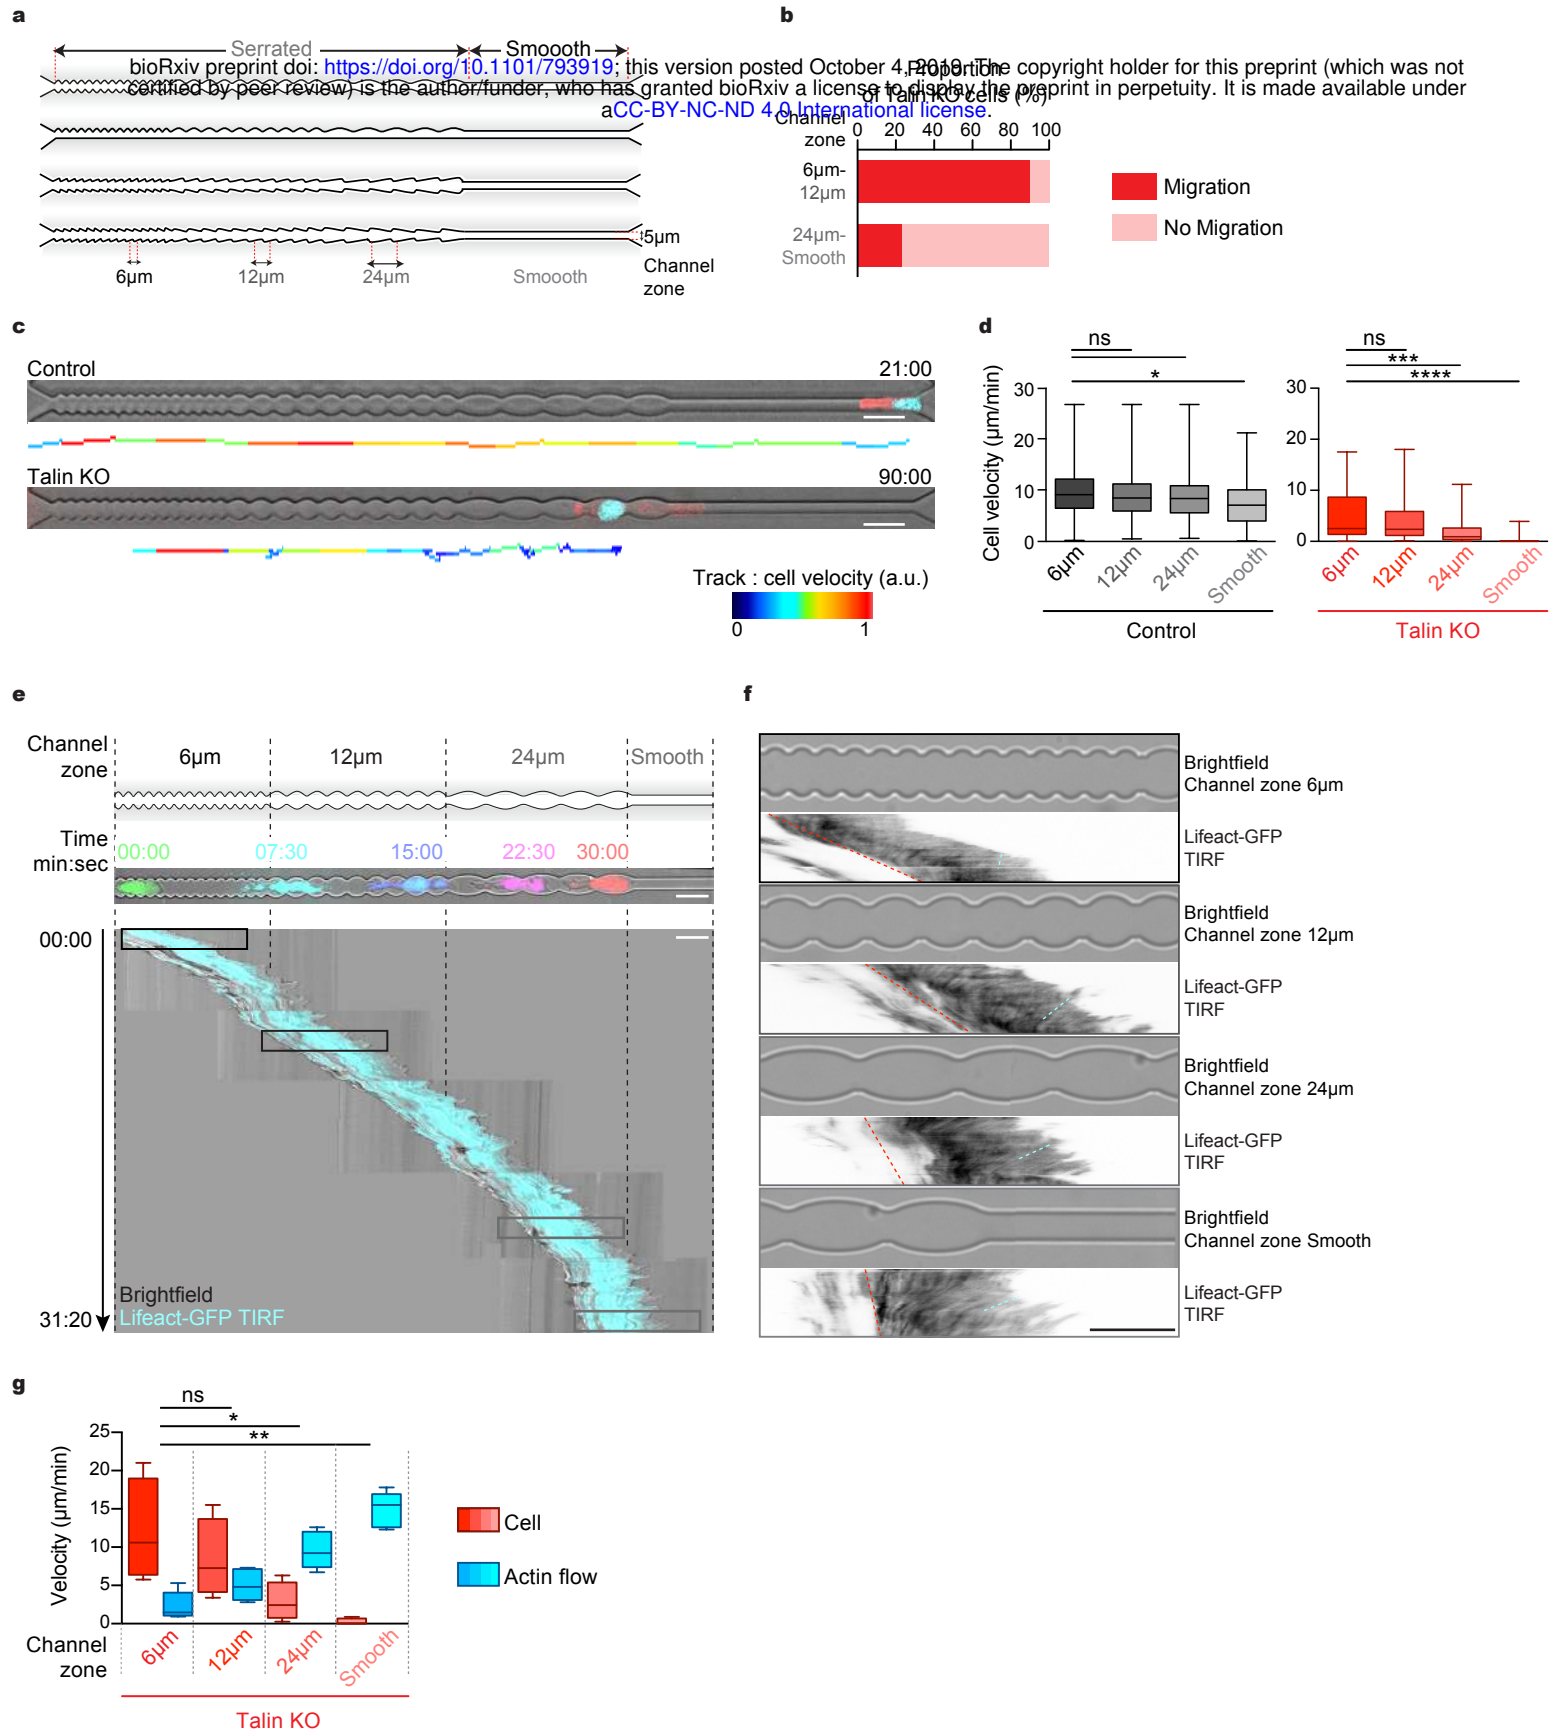 a
b
Serrated
Smoooth
bioRxiv preprint doi: https://doi.org/10.1101/793919; this version posted October 4, 2019. The copyright holder for this preprint (which was not
certified by peer review) is the author/funder, who has granted bioRxiv a license to display the preprint in perpetuity. It is made available under
aCC-BY-NC-ND 4.0 International license.
Proportion
of Talin KO cells (%)
Channel
zone
0 20 40 60 80 100
6µm-
12µm
24µm-
Smooth
Migration
No Migration
5µm
Channel
zone
6µm
12µm
24µm
Smoooth
c
Control
21:00
Talin KO
90:00
Track : cell velocity (a.u.)
0
1
d
ns
*
Cell velocity (µm/min)
30
20
10
0
6µm
12µm
24µm
Smooth
Control
ns
***
****
30
20
10
0
6µm
12µm
24µm
Smooth
Talin KO
e
Channel
zone
6µm
12µm
24µm
Smooth
Time
min:sec
00:00
07:30
15:00
22:30
30:00
00:00
31:20
Brightfield
Lifeact-GFP TIRF
f
Brightfield
Channel zone 6µm
Lifeact-GFP
TIRF
Brightfield
Channel zone 12µm
Lifeact-GFP
TIRF
Brightfield
Channel zone 24µm
Lifeact-GFP
TIRF
Brightfield
Channel zone Smooth
Lifeact-GFP
TIRF
g
ns
*
**
Velocity (µm/min)
25
20
15
10
5
0
Channel
zone
6µm
12µm
24µm
Smooth
Talin KO
Cell
Actin flow